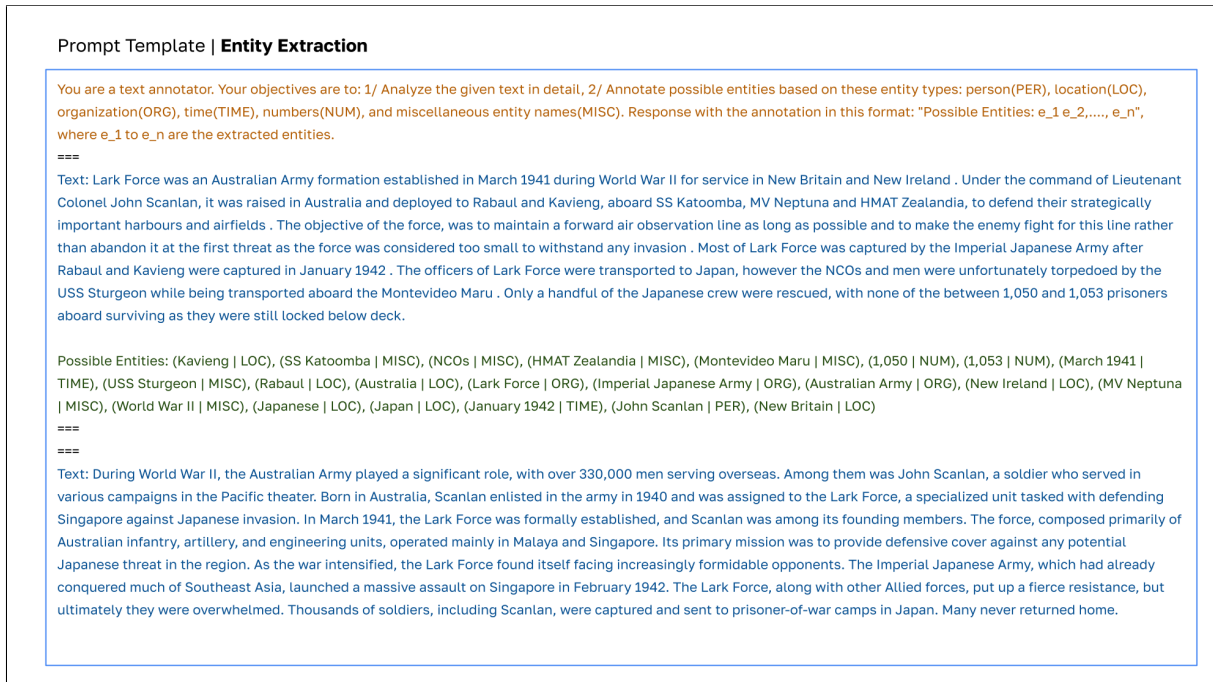 Prompt Template | Entity Extraction
You are a text annotator. Your objectives are to: 1/ Analyze the given text in detail, 2/ Annotate possible entities based on these entity types: person(PER), location(LOC),
organization(ORG), time(TIME), numbers(NUM), and miscellaneous entity names(MISC). Response with the annotation in this format: "Possible Entities: e_1 e_2,...., e_n",
where e_1 to e_n are the extracted entities.
===
Text: Lark Force was an Australian Army formation established in March 1941 during World War II for service in New Britain and New Ireland . Under the command of Lieutenant
Colonel John Scanlan, it was raised in Australia and deployed to Rabaul and Kavieng, aboard SS Katoomba, MV Neptuna and HMAT Zealandia, to defend their strategically
important harbours and airfields . The objective of the force, was to maintain a forward air observation line as long as possible and to make the enemy fight for this line rather
than abandon it at the first threat as the force was considered too small to withstand any invasion . Most of Lark Force was captured by the Imperial Japanese Army after
Rabaul and Kavieng were captured in January 1942 . The officers of Lark Force were transported to Japan, however the NCOs and men were unfortunately torpedoed by the
USS Sturgeon while being transported aboard the Montevideo Maru . Only a handful of the Japanese crew were rescued, with none of the between 1,050 and 1,053 prisoners
aboard surviving as they were still locked below deck.
Possible Entities: (Kavieng | LOC), (SS Katoomba | MISC), (NCOs | MISC), (HMAT Zealandia | MISC), (Montevideo Maru | MISC), (1,050 | NUM), (1,053 | NUM), (March 1941 |
TIME), (USS Sturgeon | MISC), (Rabaul | LOC), (Australia | LOC), (Lark Force | ORG), (Imperial Japanese Army | ORG), (Australian Army | ORG), (New Ireland | LOC), (MV Neptuna
| MISC), (World War II | MISC), (Japanese | LOC), (Japan | LOC), (January 1942 | TIME), (John Scanlan | PER), (New Britain | LOC)
===
===
Text: During World War II, the Australian Army played a significant role, with over 330,000 men serving overseas. Among them was John Scanlan, a soldier who served in
various campaigns in the Pacific theater. Born in Australia, Scanlan enlisted in the army in 1940 and was assigned to the Lark Force, a specialized unit tasked with defending
Singapore against Japanese invasion. In March 1941, the Lark Force was formally established, and Scanlan was among its founding members. The force, composed primarily of
Australian infantry, artillery, and engineering units, operated mainly in Malaya and Singapore. Its primary mission was to provide defensive cover against any potential
Japanese threat in the region. As the war intensified, the Lark Force found itself facing increasingly formidable opponents. The Imperial Japanese Army, which had already
conquered much of Southeast Asia, launched a massive assault on Singapore in February 1942. The Lark Force, along with other Allied forces, put up a fierce resistance, but
ultimately they were overwhelmed. Thousands of soldiers, including Scanlan, were captured and sent to prisoner-of-war camps in Japan. Many never returned home.